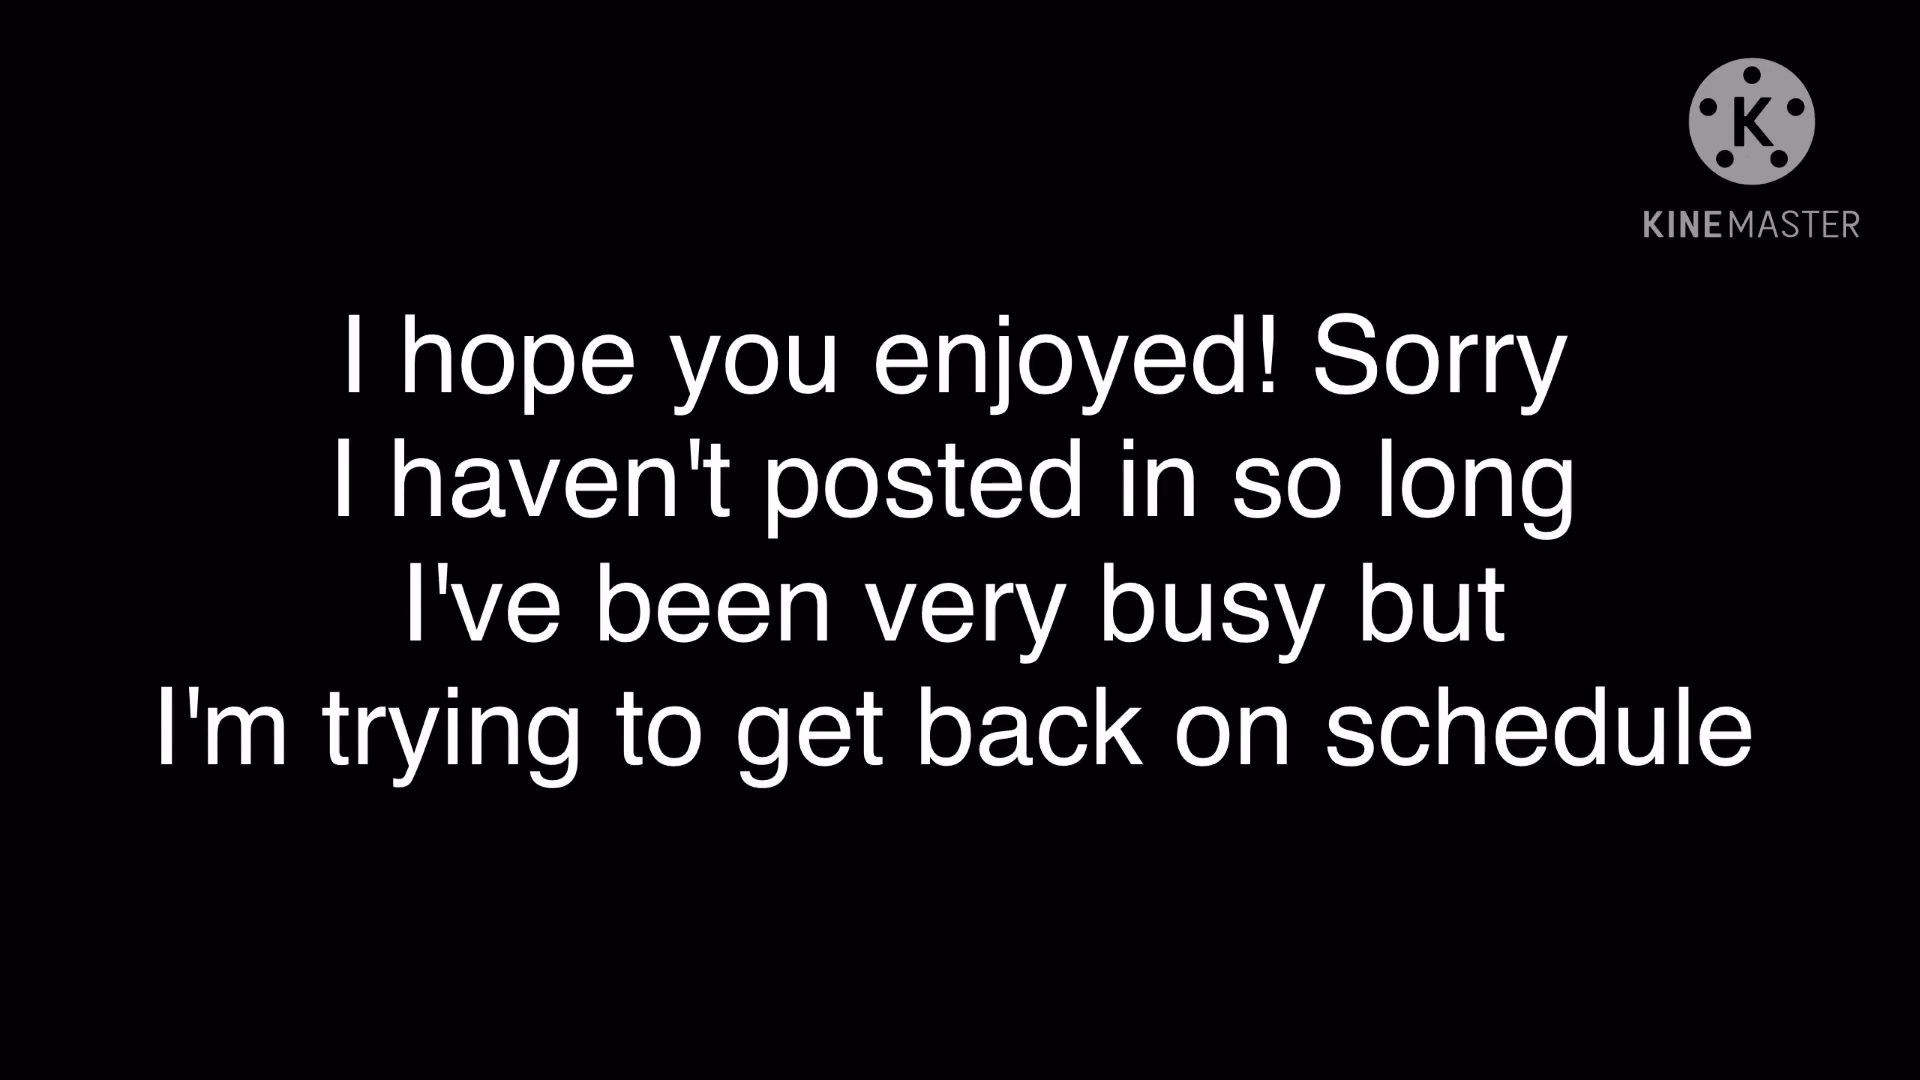 K
KINEMASTER
I hope you enjoyed! Sorry
I haven't posted in so long
I've been very busy but
I'm trying to get back on schedule